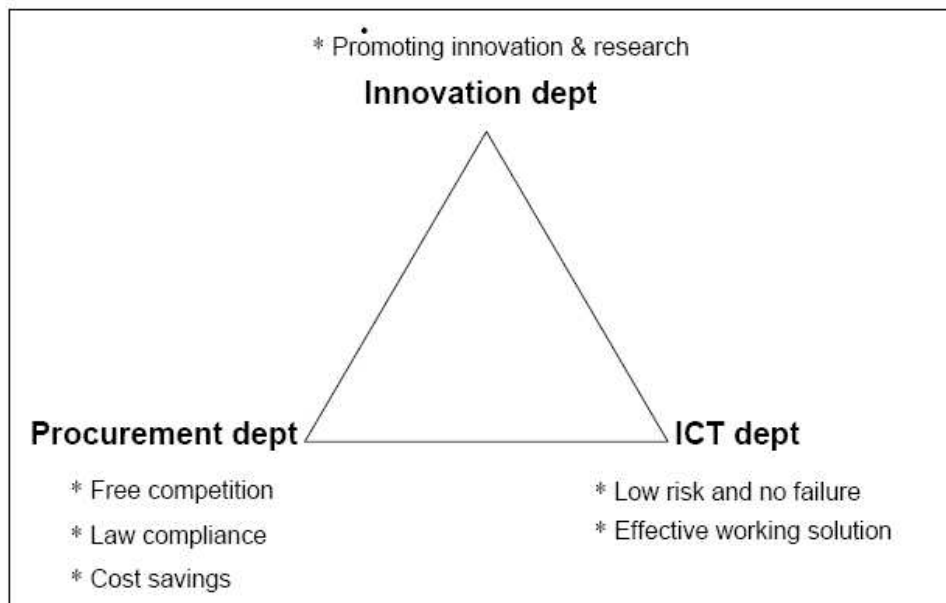 * Promoting innovation & research
Innovation dept
Procurement dept
ICT dept
* Free competition
* Law compliance
* Cost savings
* Low risk and no failure
* Effective working solution